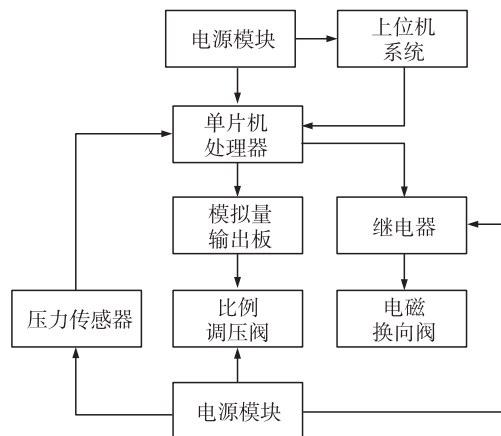 电源模块
上位机
系统
单片机
处理器
模拟量
输出板
继电器
压力传感器
比例
调压阀
电磁
换向阀
电源模块